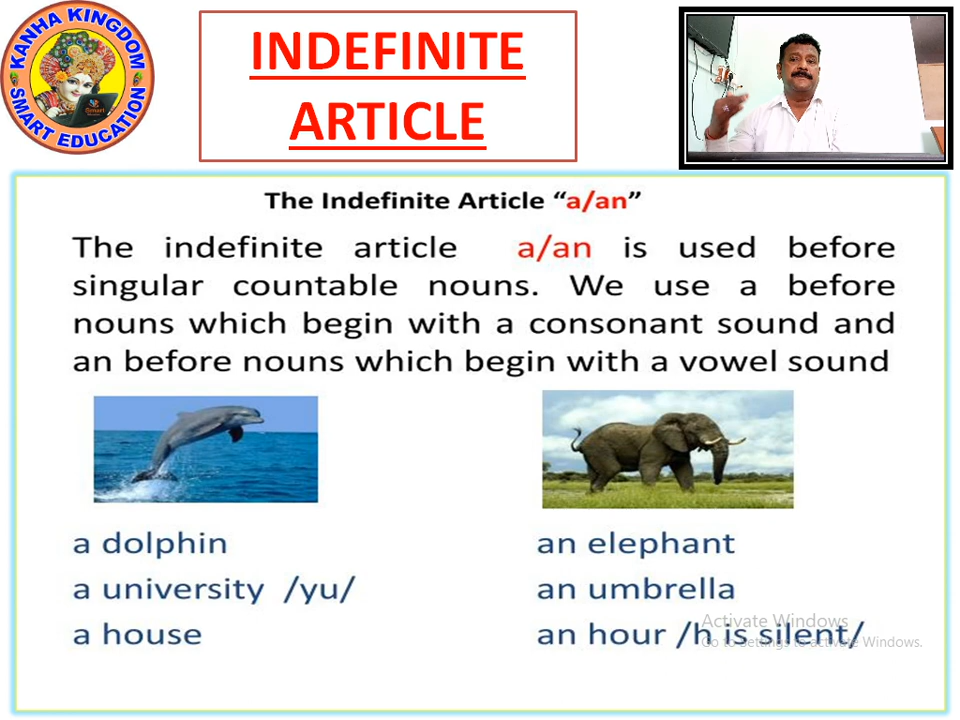 KANHA KINGDOM
SMART EDUCATION
INDEFINITE
ARTICLE
The Indefinite Article “a/an”
The indefinite article a/an is used before
singular countable nouns. We use a before
nouns which begin with a consonant sound and
an before nouns which begin with a vowel sound
a dolphin
an elephant
a university /yu/
an umbrella
a house
an hour /h is silent/
Activate Windows
Go to Settings to activate Windows.